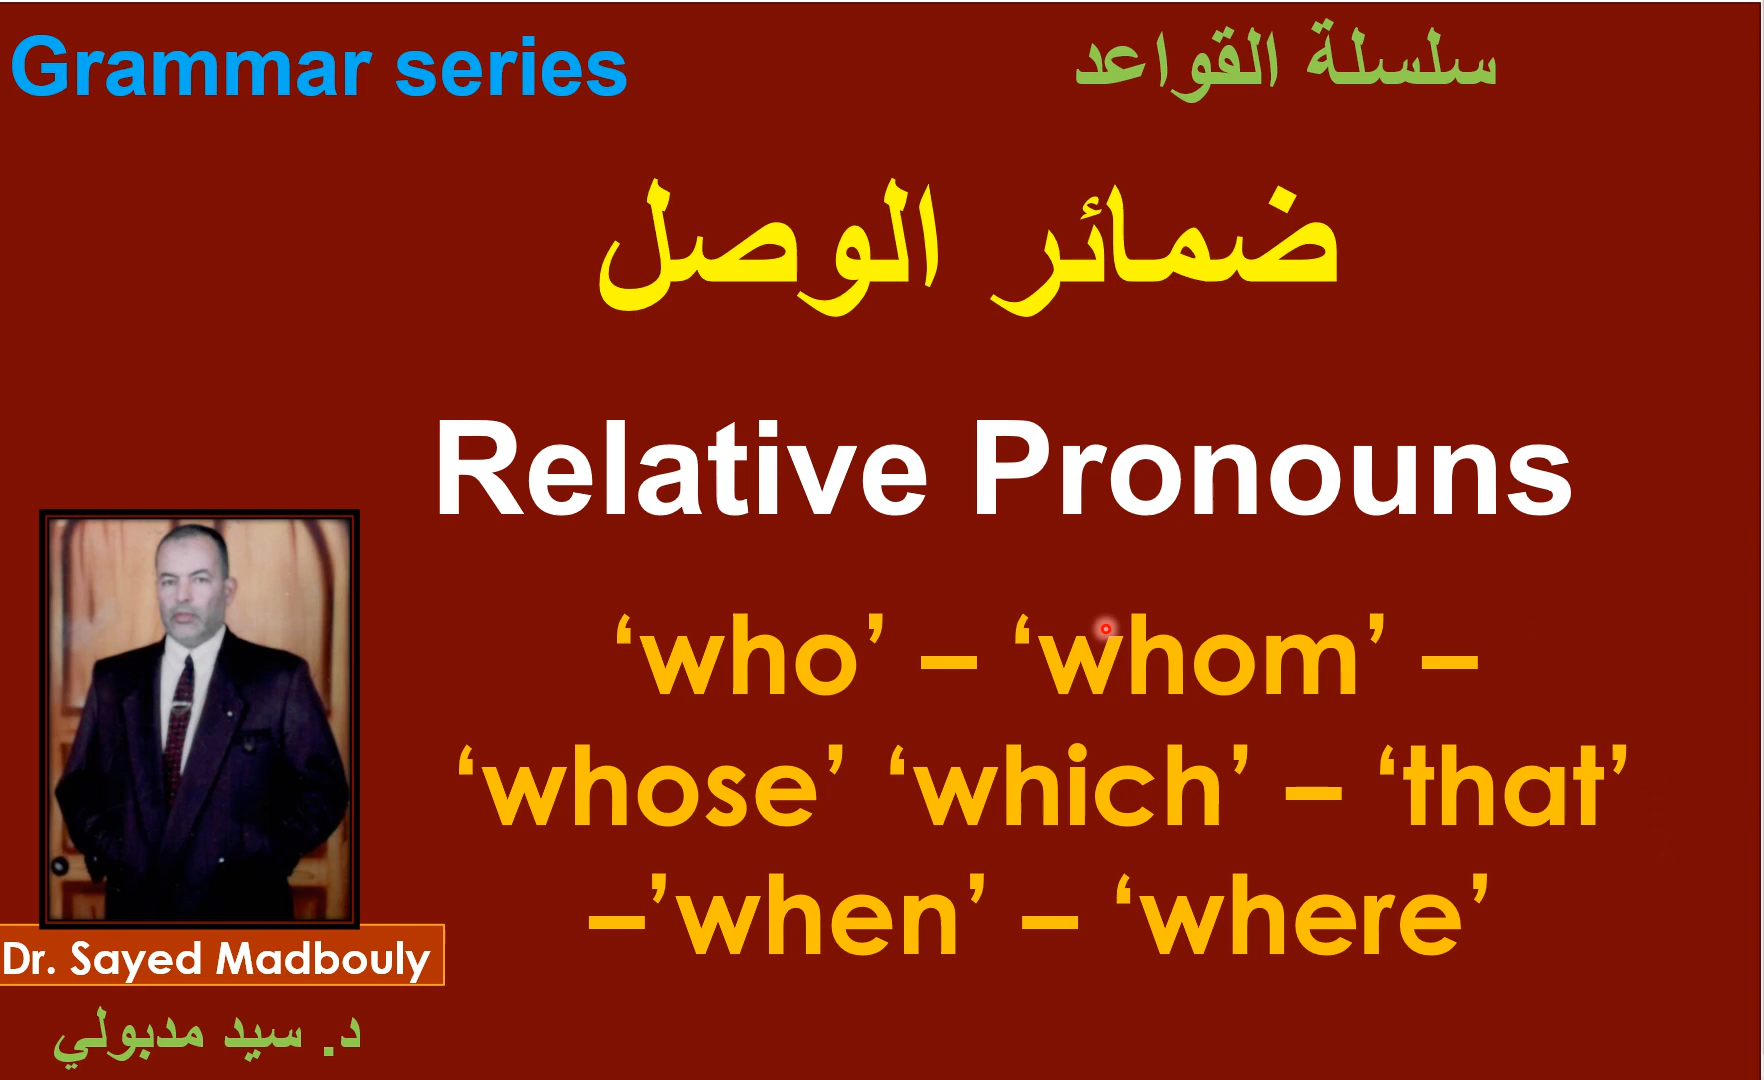 Grammar series
سلسلة القواعد
ضمائر الوصل
Relative Pronouns
‘who’ – ‘whom’ –
‘whose’ ‘which’ – ‘that’
–’when’ – ‘where’
Dr. Sayed Madbouly
د. سيد مدبولي